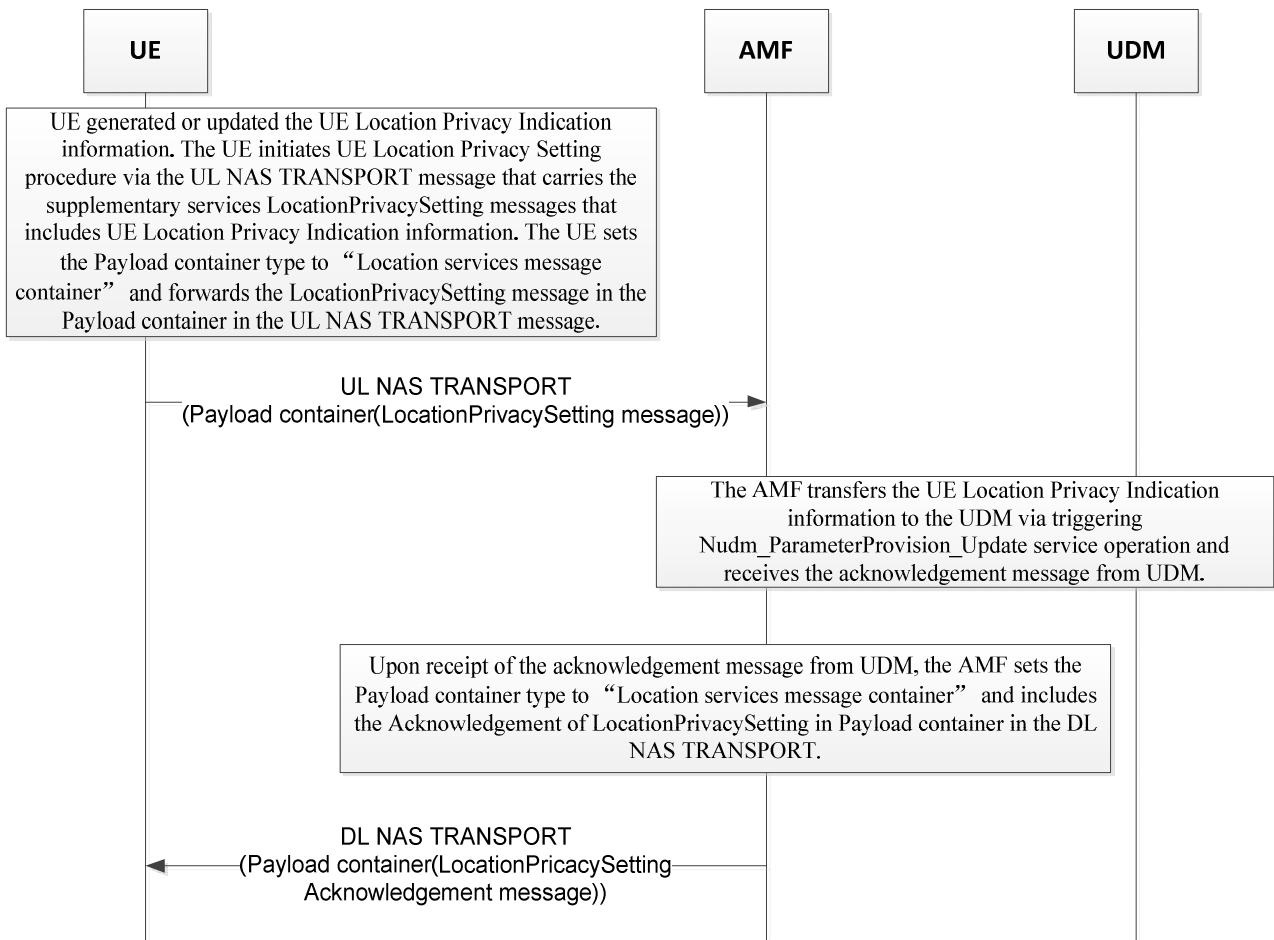 UE
AMF
UDM
UE generated or updated the UE Location Privacy Indication
information. The UE initiates UE Location Privacy Setting
procedure via the UL NAS TRANSPORT message that carries the
supplementary services LocationPrivacySetting messages that
includes UE Location Privacy Indication information. The UE sets
the Payload container type to “Location services message
container” and forwards the LocationPrivacySetting message in the
Payload container in the UL NAS TRANSPORT message.
UL NAS TRANSPORT
(Payload container(LocationPrivacySetting message))
The AMF transfers the UE Location Privacy Indication
information to the UDM via triggering
Nudm_ParameterProvision_Update service operation and
receives the acknowledgement message from UDM.
Upon receipt of the acknowledgement message from UDM, the AMF sets the
Payload container type to “Location services message container” and includes
the Acknowledgement of LocationPrivacySetting in Payload container in the DL
NAS TRANSPORT.
DL NAS TRANSPORT
(Payload container(LocationPricacySetting
Acknowledgement message))